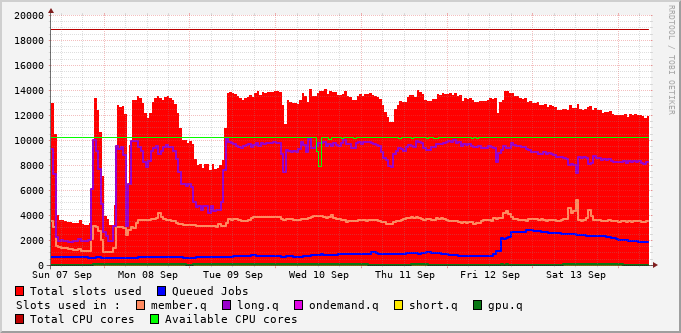 20000
18000
16000
14000
12000
10000
8000
6000
4000
2000
0
Sun 07 Sep Mon 08 Sep Tue 09 Sep Wed 10 Sep Thu 11 Sep Fri 12 Sep Sat 13 Sep
Total slots used Queued Jobs
Slots used in : member.q long.q ondemand.q short.q gpu.q
Total CPU cores Available CPU cores
RRDTOOL / TOBI OETIKER